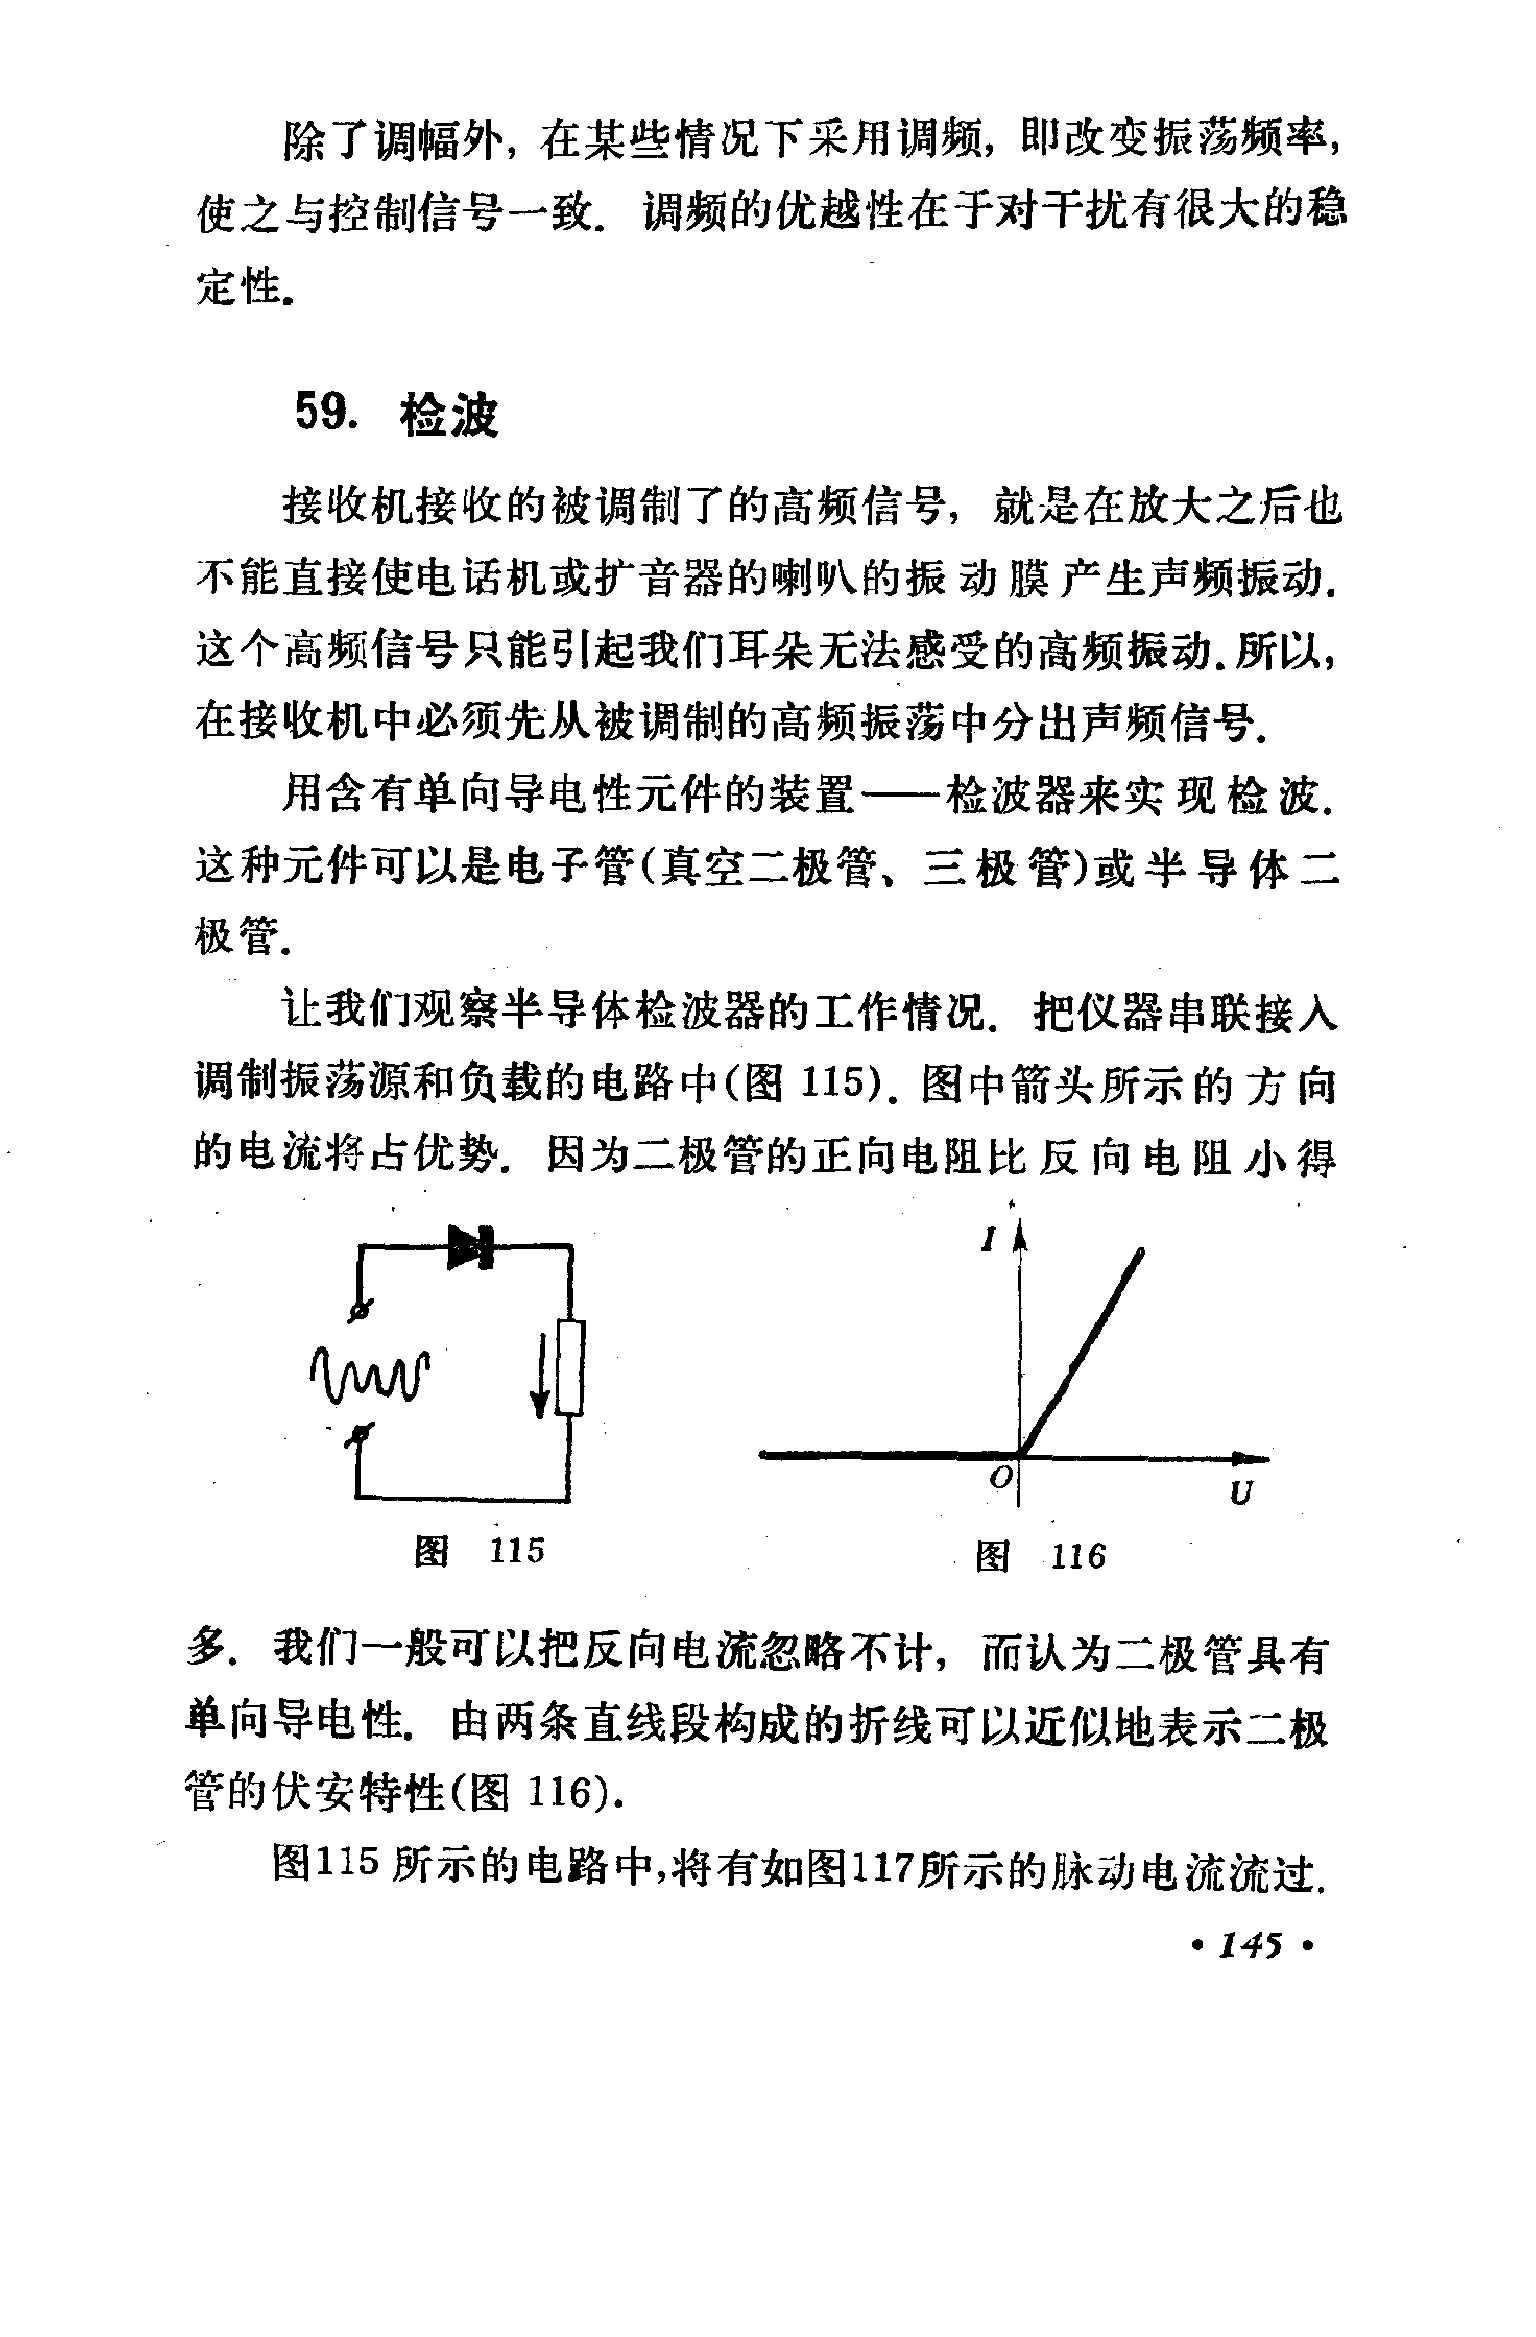 除了调幅外, 在某些情况下采用调频, 即改变振荡频率,
使之与控制信号一致. 调频的优越性在于对干扰有很大的稳
定性.
59. 检波
接收机接收的被调制了的高频信号, 就是在放大之后也
不能直接使电话机或扩音器的喇叭的振动膜产生声频振动.
这个高频信号只能引起我们耳朵无法感受的高频振动. 所以,
在接收机中必须先从被调制的高频振荡中分出声频信号.
用含有单向导电性元件的装置——检波器来实现检波.
这种元件可以是电子管(真空二极管、三极管)或半导体二
极管.
让我们观察半导体检波器的工作情况. 把仪器串联接入
调制振荡源和负载的电路中(图 115). 图中箭头所示的方向
的电流将占优势. 因为二极管的正向电阻比反向电阻小得
I
O
U
图 115
图 116
多. 我们一般可以把反向电流忽略不计, 而认为二极管具有
单向导电性. 由两条直线段构成的折线可以近似地表示二极
管的伏安特性(图 116).
图115 所示的电路中,将有如图117所示的脉动电流流过.
• 145 •